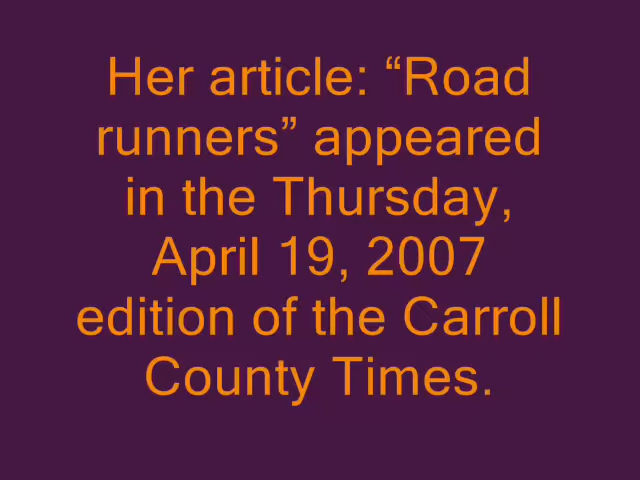 Her article: “Road
runners” appeared
in the Thursday,
April 19, 2007
edition of the Carroll
County Times.